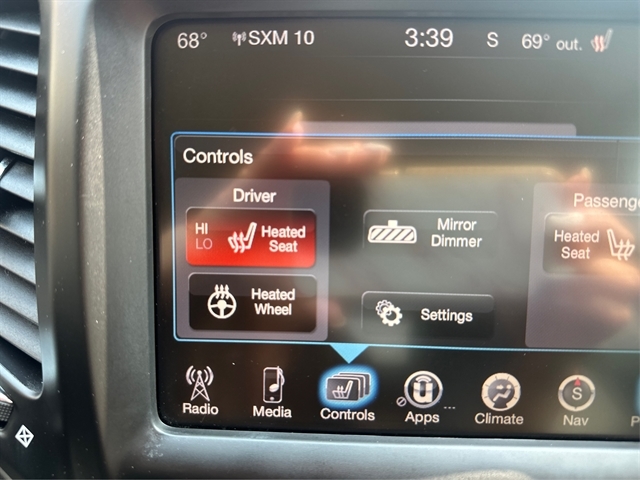 68° SXM 10 3:39 S 69° out.
Controls
Driver
Passenge
HI
LO
Heated
Seat
Mirror
Dimmer
Heated
Seat
Heated
Wheel
Settings
Radio Media Controls Apps ... Climate S Nav P